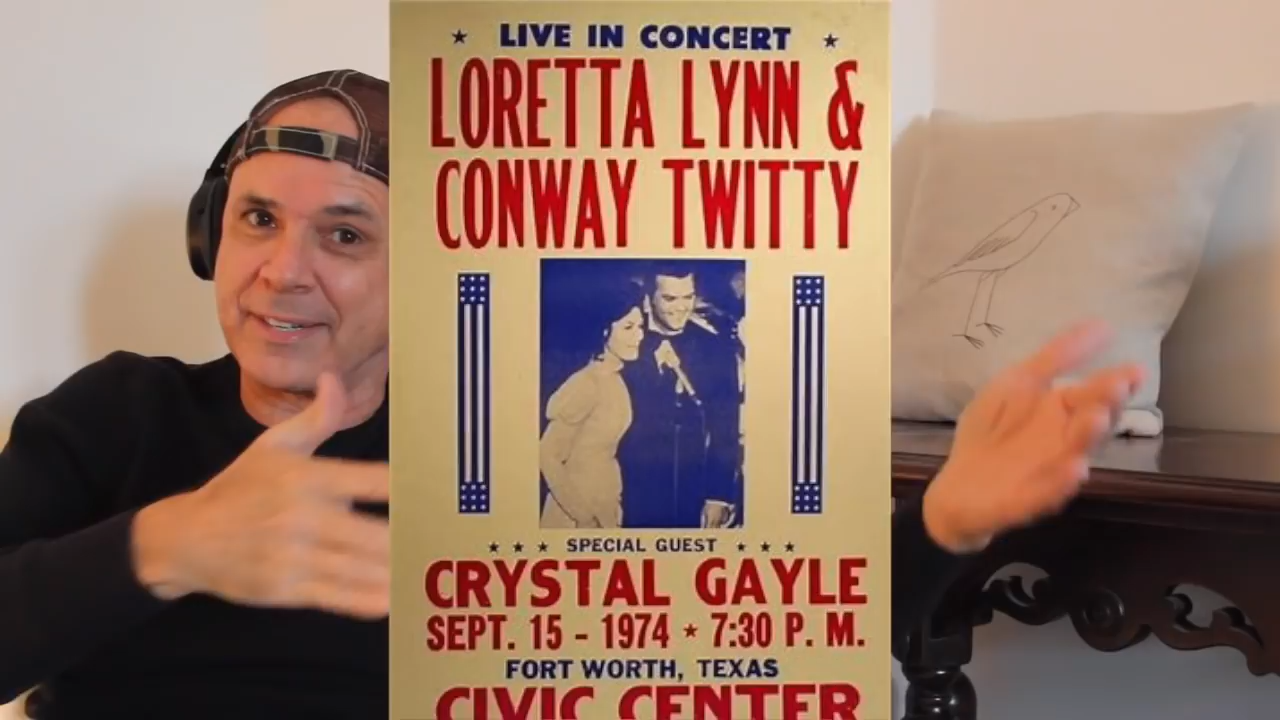 LIVE IN CONCERT
LORETTA LYNN &
CONWAY TWITTY
SPECIAL GUEST
CRYSTAL GAYLE
SEPT. 15 - 1974 ★ 7:30 P. M.
FORT WORTH, TEXAS
CIVIC CENTER